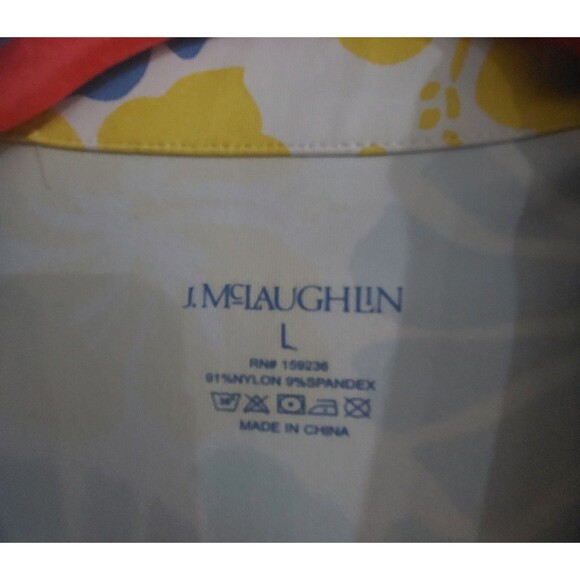 J. McLAUGHLIN
L
RN# 159236
91%NYLON 9%SPANDEX
MADE IN CHINA